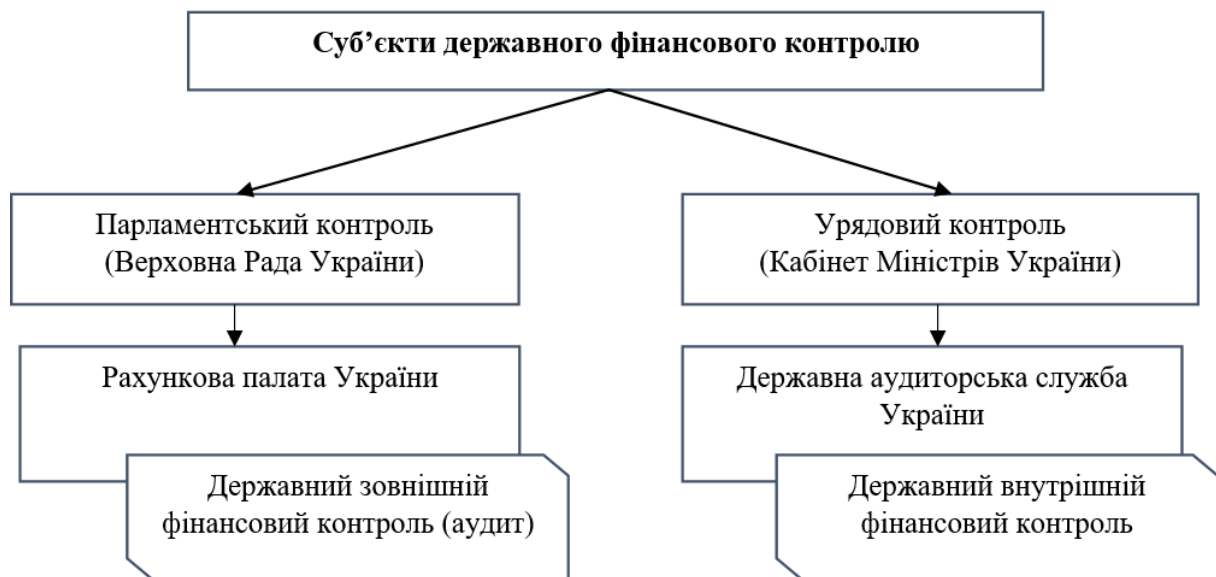 Суб’єкти державного фінансового контролю
Парламентський контроль
(Верховна Рада України)
Урядовий контроль
(Кабінет Міністрів України)
Рахункова палата України
Державна аудиторська служба
України
Державний зовнішній
фінансовий контроль (аудит)
Державний внутрішній
фінансовий контроль